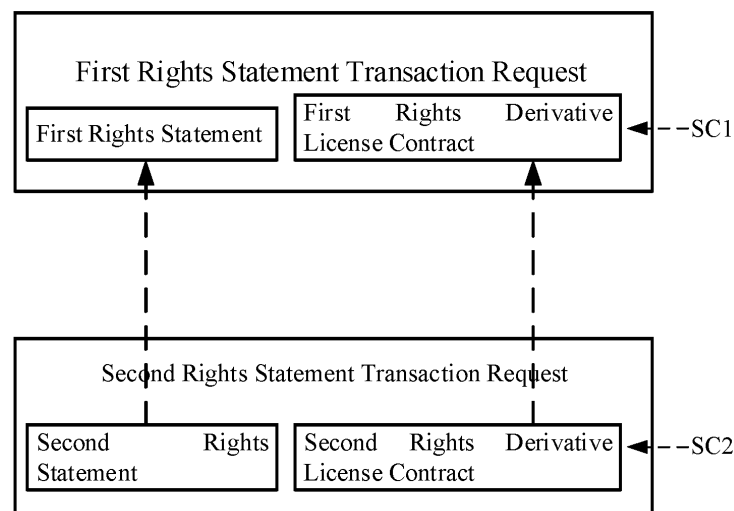 First Rights Statement Transaction Request
First Rights Statement
First Rights Derivative
License Contract
SC1
Second Rights Statement Transaction Request
Second Rights
Statement
Second Rights Derivative
License Contract
SC2